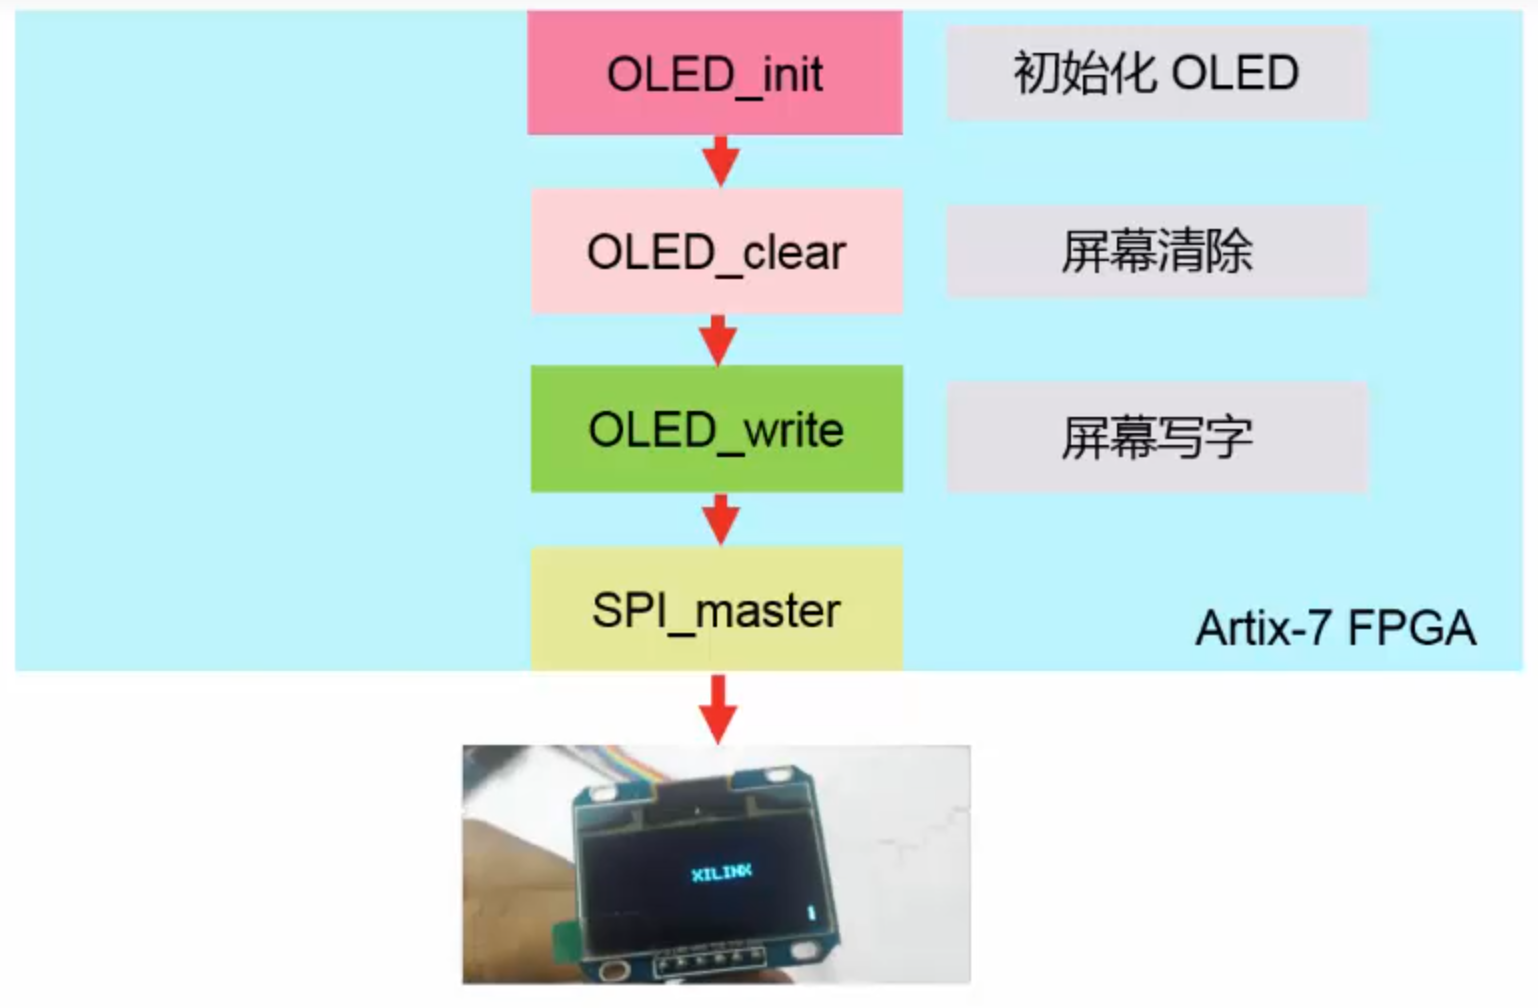 OLED_init
初始化 OLED
OLED_clear
屏幕清除
OLED_write
屏幕写字
SPI_master
Artix-7 FPGA
XILINX
1